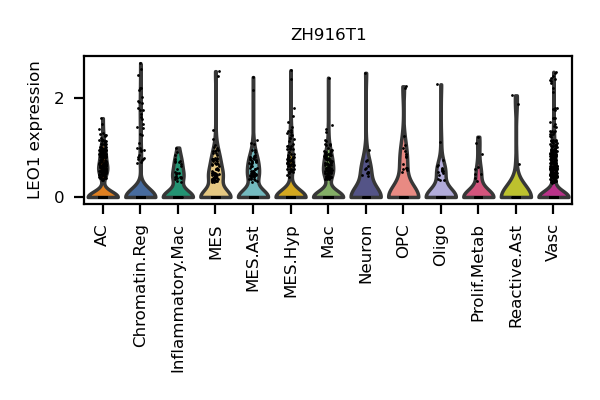 ZH916T1
LEO1 expression
2
0
AC
Chromatin.Reg
Inflammatory.Mac
MES
MES.Ast
MES.Hyp
Mac
Neuron
OPC
Oligo
Prolif.Metab
Reactive.Ast
Vasc